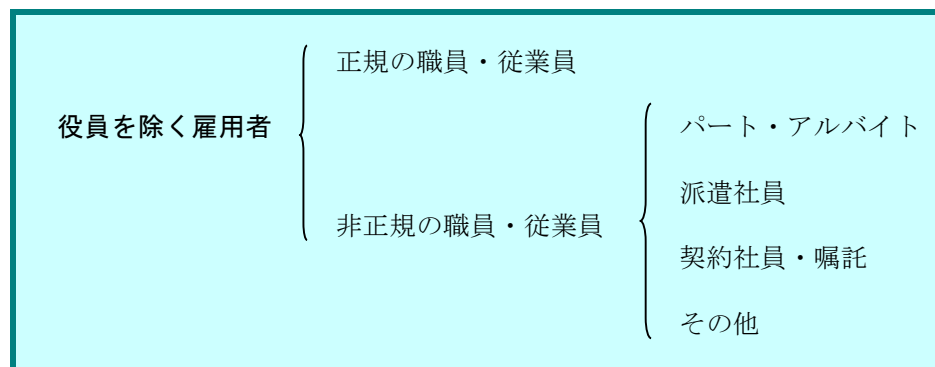 正規の職員・従業員
役員を除く雇用者
パート・アルバイト
派遣社員
非正規の職員・従業員
契約社員・嘱託
その他